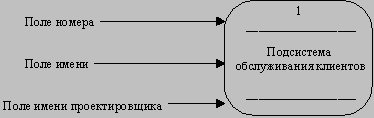 1
Поле номера
Подсистема
Поле имени
обслуживания клиентов
Поле имени проектировщика